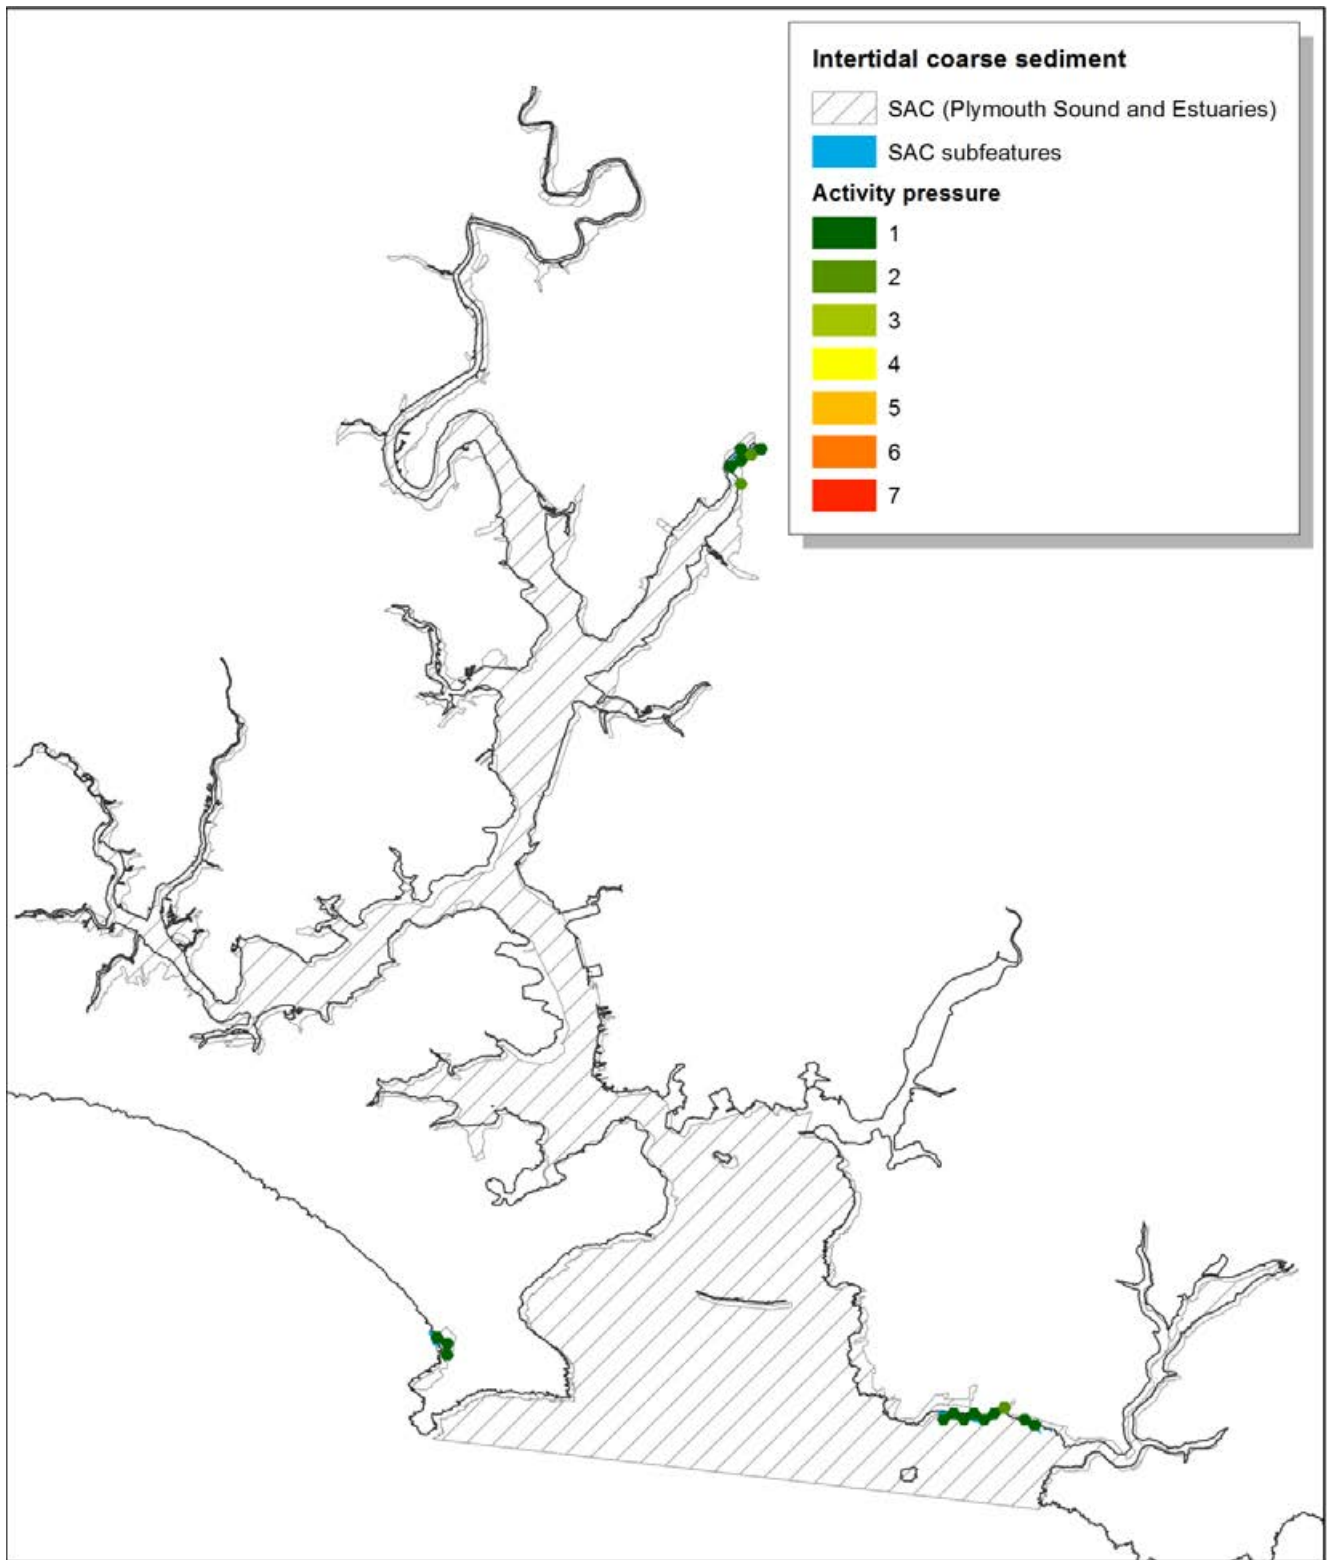 Intertidal coarse sediment
SAC (Plymouth Sound and Estuaries)
SAC subfeatures
Activity pressure
1
2
3
4
5
6
7